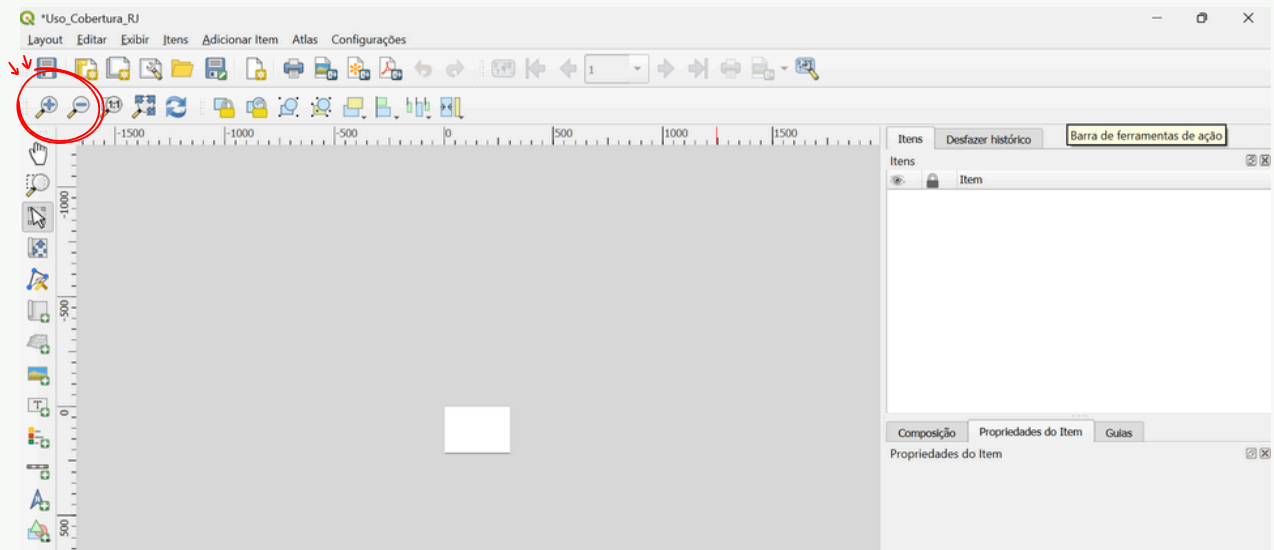 *Uso_Cobertura_RJ
Layout Editar Exibir Itens Adicionar Item Atlas Configurações
1
1:1
-1500 -1000 -500 0 500 1000 1500
Itens Desfazer histórico
Barra de ferramentas de ação
Itens
Item
-1000
-500
0
500
Composição Propriedades do Item Guias
Propriedades do Item